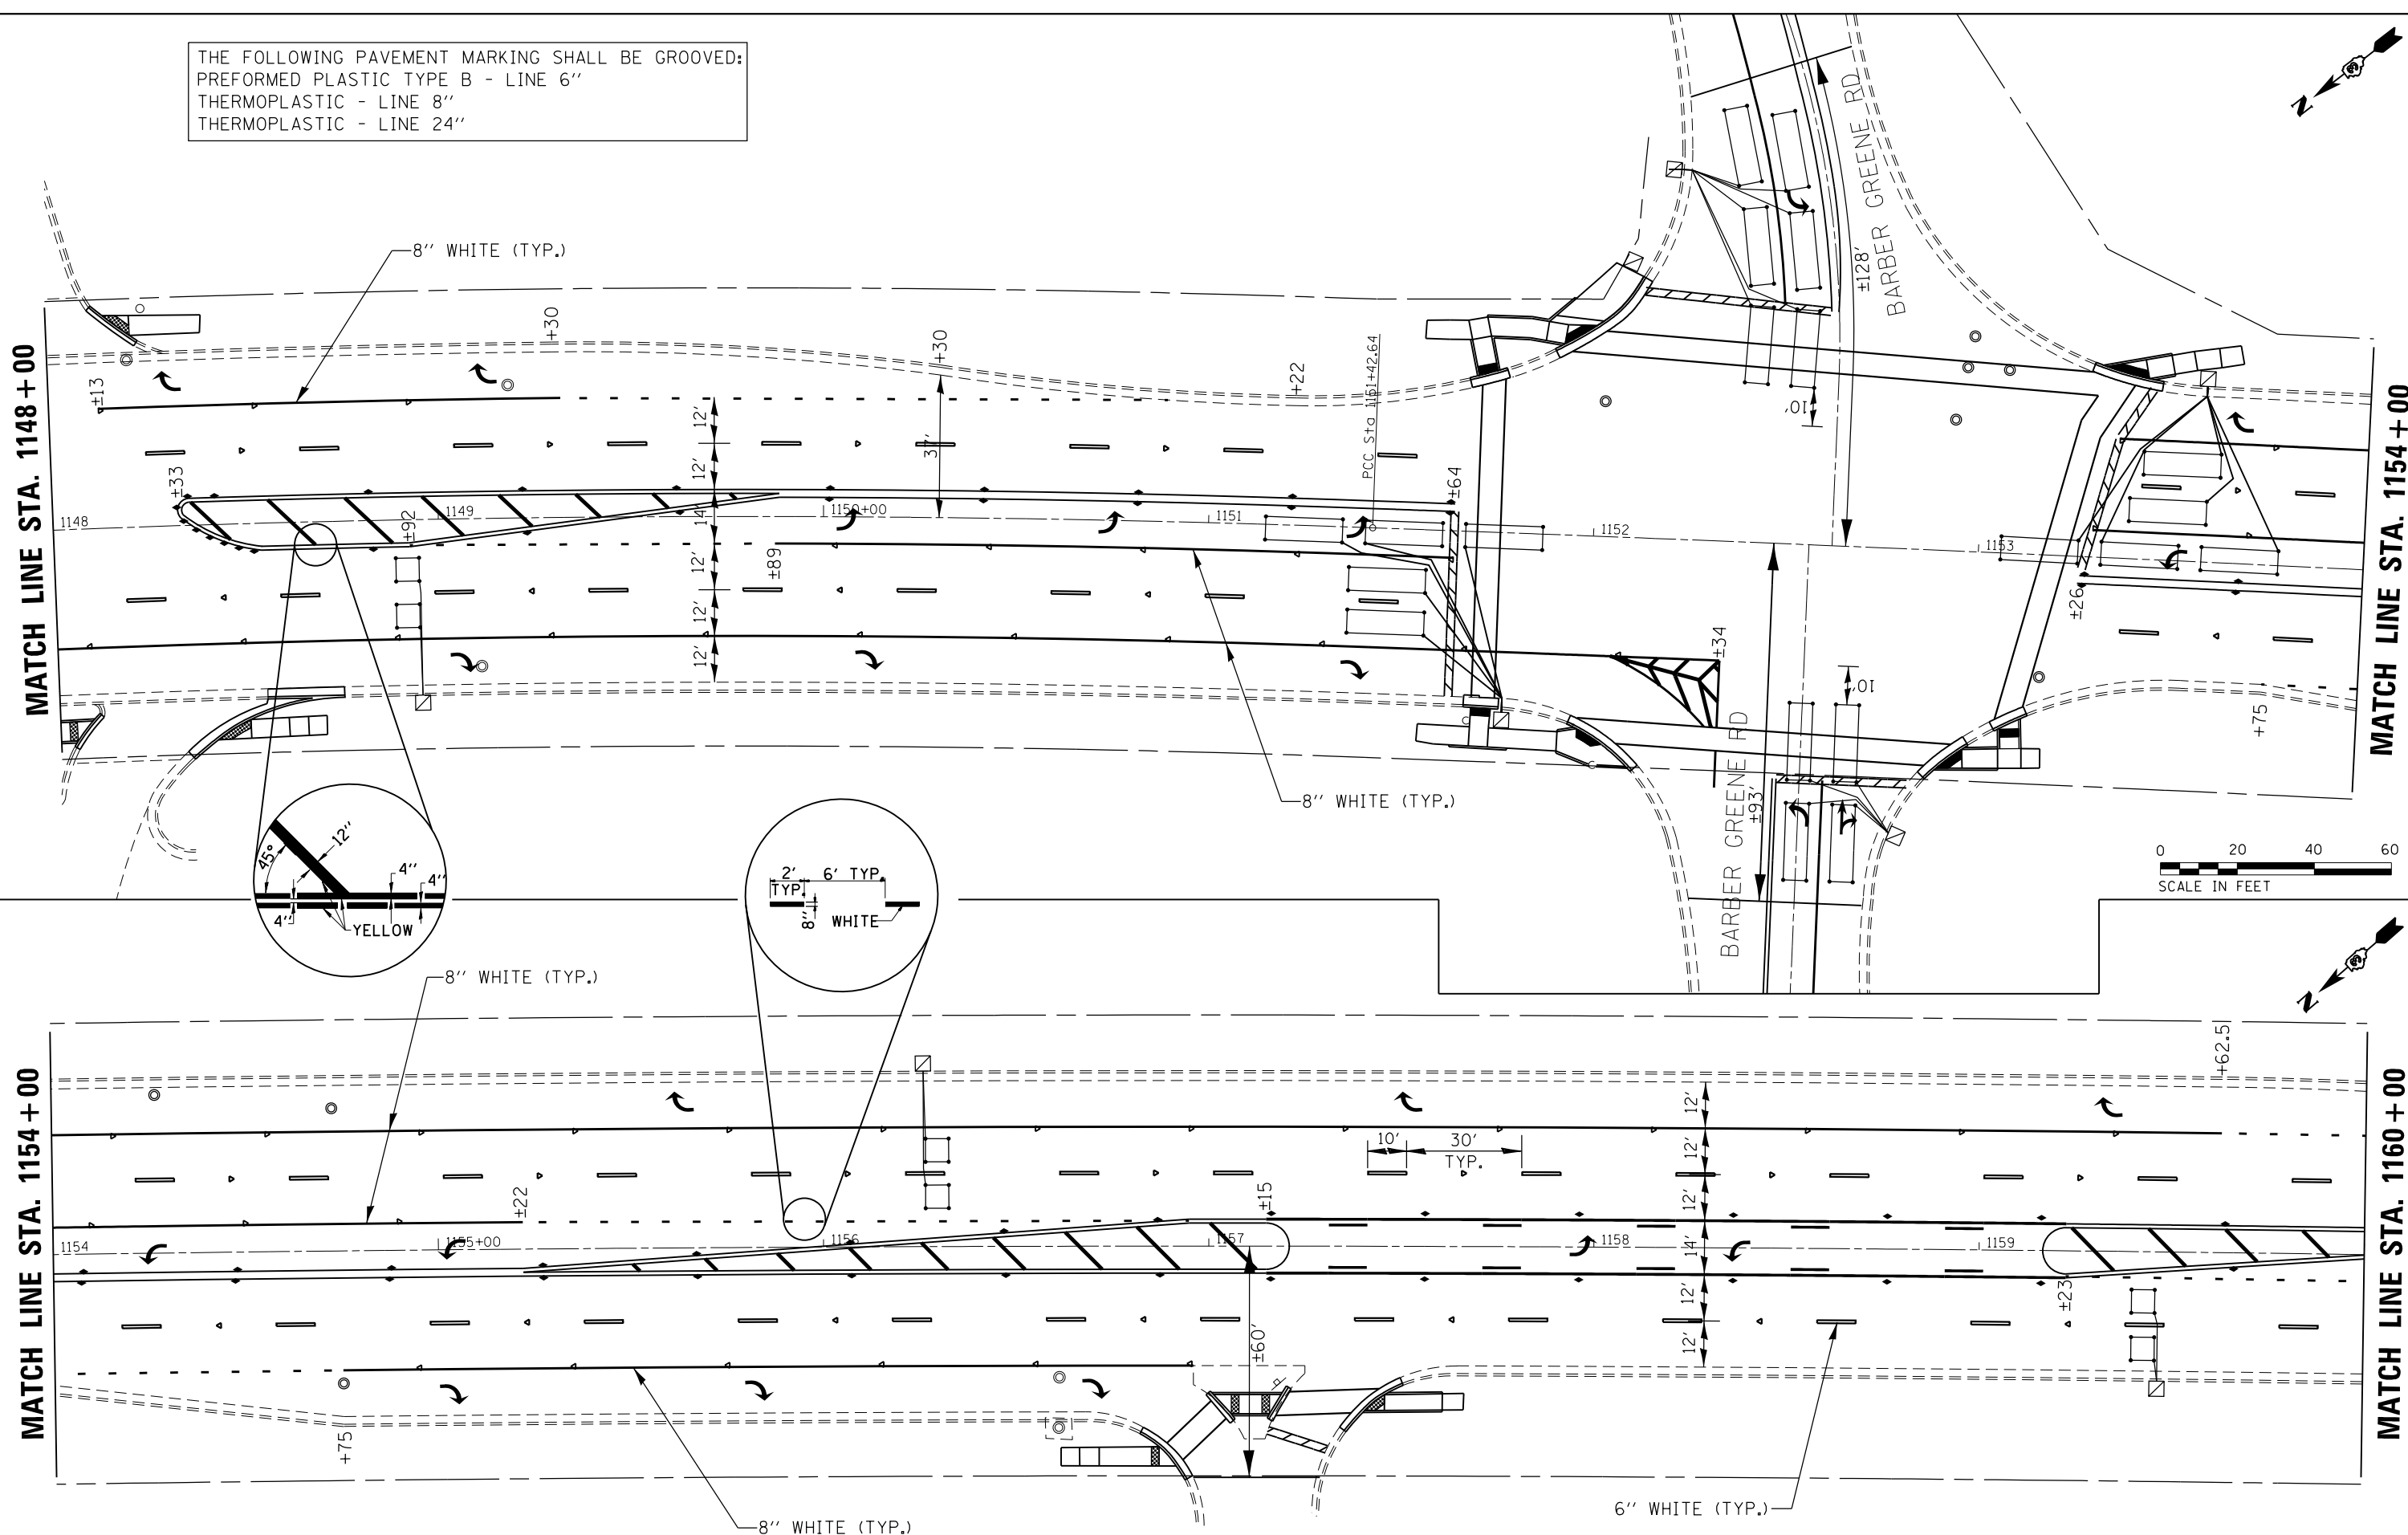 THE FOLLOWING PAVEMENT MARKING SHALL BE GROOVED:
PREFORMED PLASTIC TYPE B - LINE 6''
THERMOPLASTIC - LINE 8''
THERMOPLASTIC - LINE 24''
N
BARBER GREENE RD
BARBER GREENE RD
±128'
8'' WHITE (TYP.)
MATCH LINE STA. 1148+00
±13
+30
+30
+22
PCC Sta 1151+42.64
±33
±92
±89
37'
12'
12'
14'
12'
12'
12'
1148
1149
1150+00
1151
1152
1153
±64
10'
±34
10'
±26
+75
MATCH LINE STA. 1154+00
8'' WHITE (TYP.)
BARBER GREENE RD
±93'
45°
12''
4''
4''
4''
YELLOW
2'
TYP.
6' TYP.
8''
WHITE
0 20 40 60
SCALE IN FEET
N
8'' WHITE (TYP.)
MATCH LINE STA. 1154+00
+62.5
±22
±15
10'
30'
TYP.
12'
12'
12'
14'
12'
12'
1154
1155+00
1156
1157
1158
1159
±23
±60'
+75
8'' WHITE (TYP.)
6'' WHITE (TYP.)
MATCH LINE STA. 1160+00